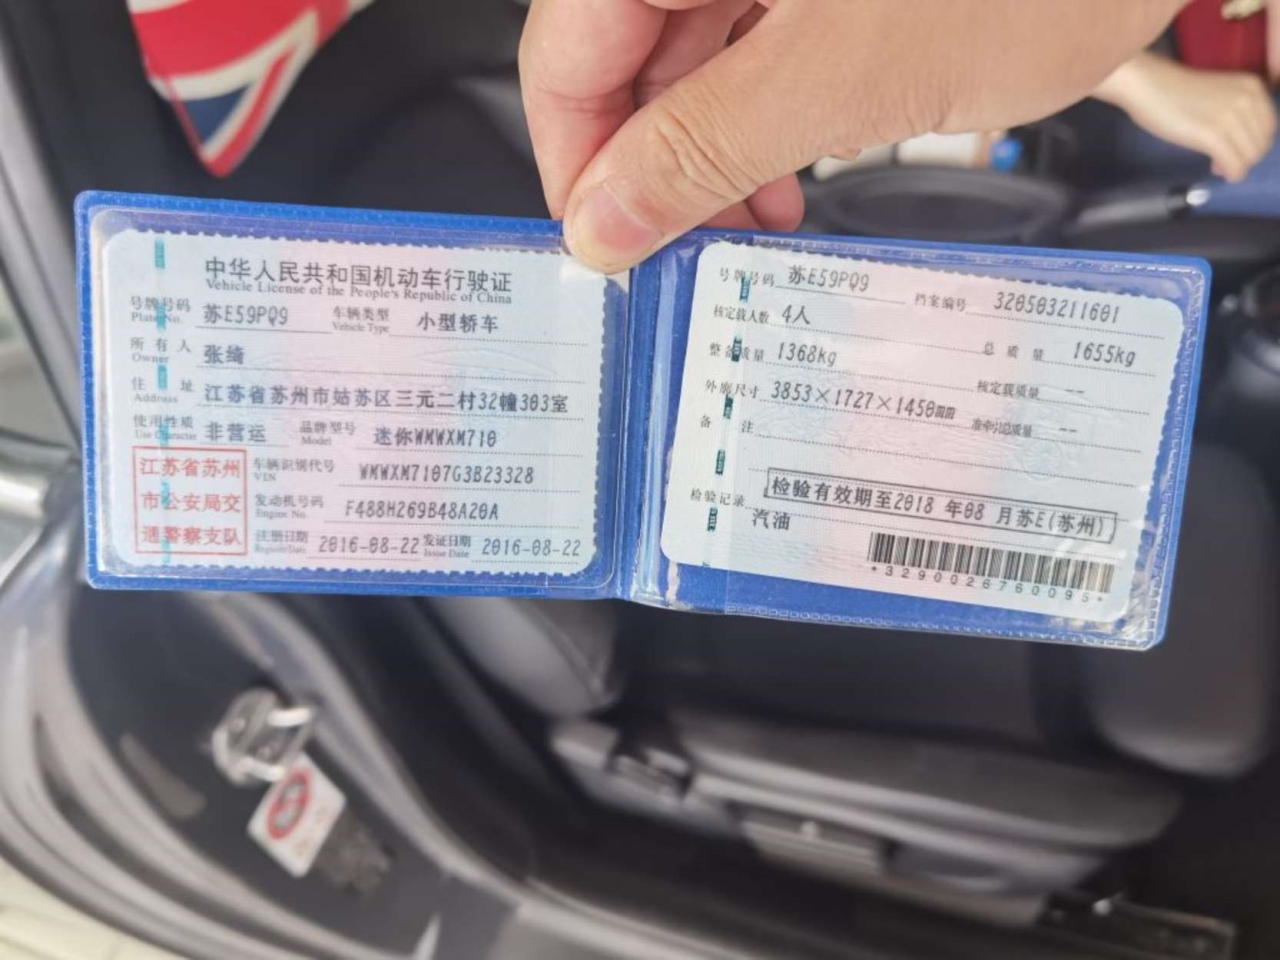 中华人民共和国机动车行驶证
Vehicle License of the People's Republic of China
号牌号码 苏E59PQ9 车辆类型 小型轿车
Plate No. Vehicle Type
所有人 张绮
Owner
住址 江苏省苏州市姑苏区三元二村32幢303室
Address
使用性质 非营运 品牌型号 迷你WMWXM710
Use Character Model
江苏省苏州
市公安局交
通警察支队
车辆识别代号 WMWXM7107G3B23328
VIN
发动机号码 F488H269B48A20A
Engine No.
注册日期 2016-08-22 发证日期 2016-08-22
Register Date Issue Date
号牌号码 苏E59PQ9 档案编号 320503211601
核定载人数 4人 总质量 1655kg
整备质量 1368kg 核定载质量 --
外廓尺寸 3853×1727×1450mm 准牵引总质量 --
备注
检验有效期至2018 年08 月苏E(苏州)
检验记录
汽油
*3290026760095*